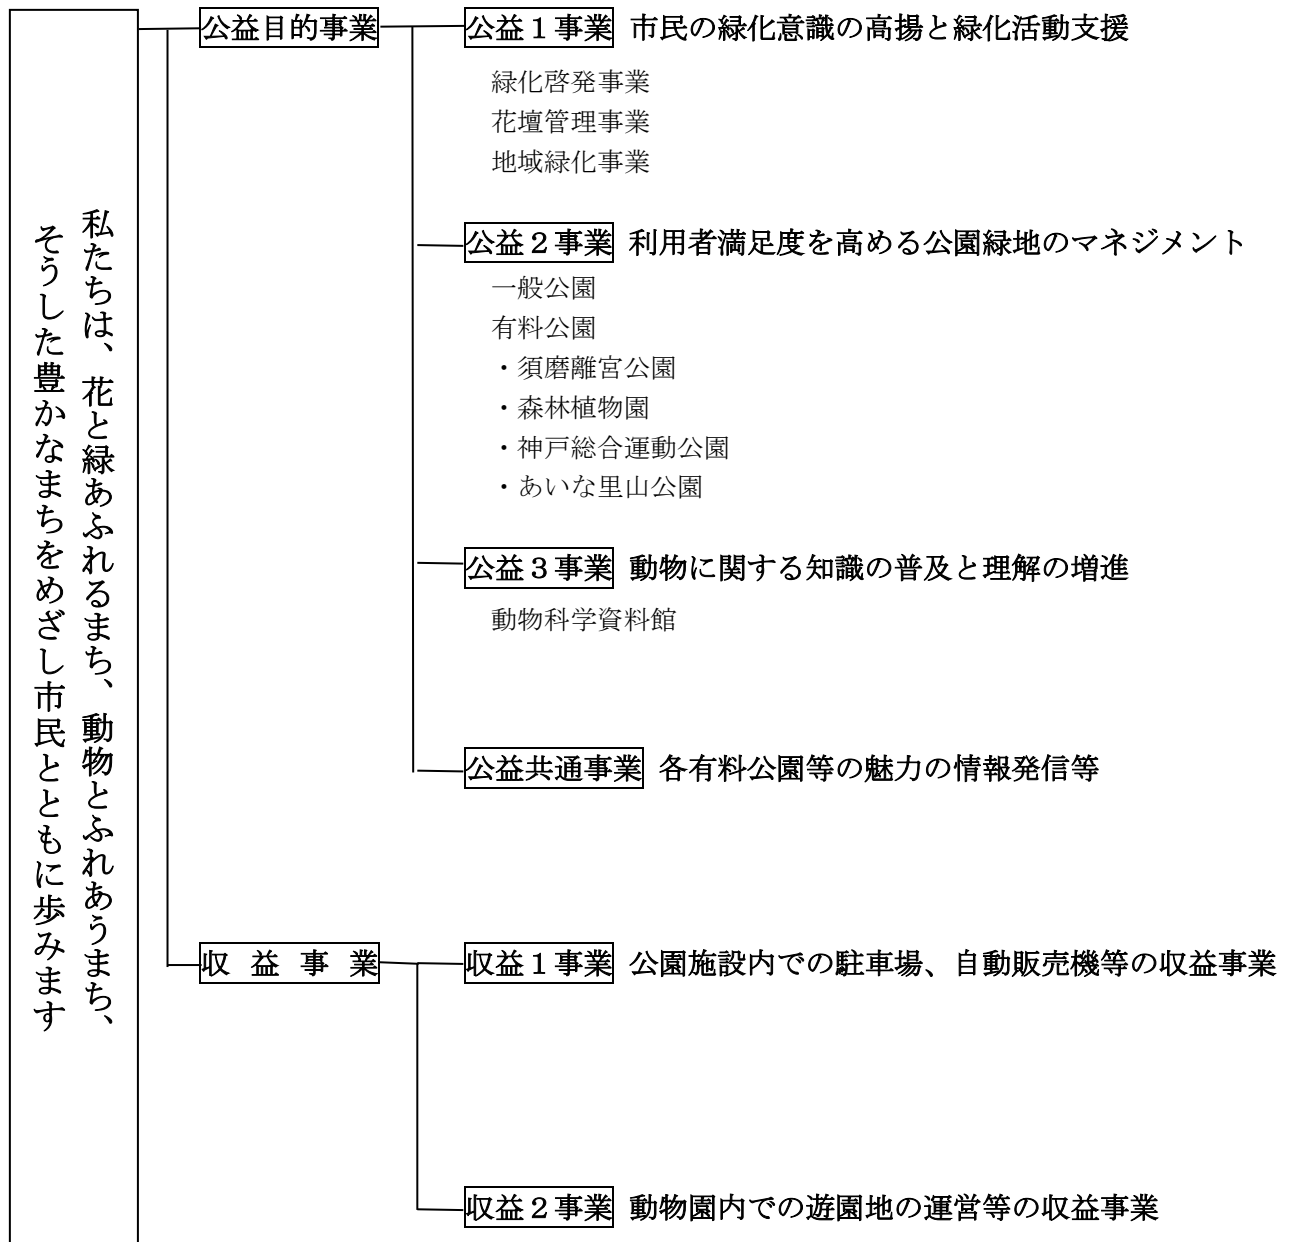 私たちは、花と緑あふれるまち、動物とふれあうまち、
そうした豊かなまちをめざし市民とともに歩みます
公益目的事業
公益１事業 市民の緑化意識の高揚と緑化活動支援
緑化啓発事業
花壇管理事業
地域緑化事業
公益２事業 利用者満足度を高める公園緑地のマネジメント
一般公園
有料公園
・須磨離宮公園
・森林植物園
・神戸総合運動公園
・あいな里山公園
公益３事業 動物に関する知識の普及と理解の増進
動物科学資料館
公益共通事業 各有料公園等の魅力の情報発信等
収益事業
収益１事業 公園施設内での駐車場、自動販売機等の収益事業
収益２事業 動物園内での遊園地の運営等の収益事業